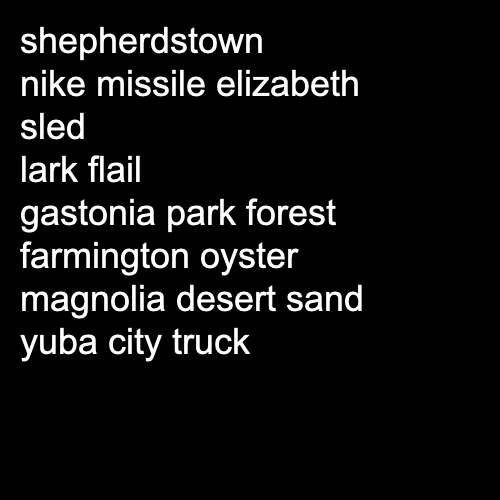 shepherdstown
nike missile elizabeth
sled
lark flail
gastonia park forest
farmington oyster
magnolia desert sand
yuba city truck